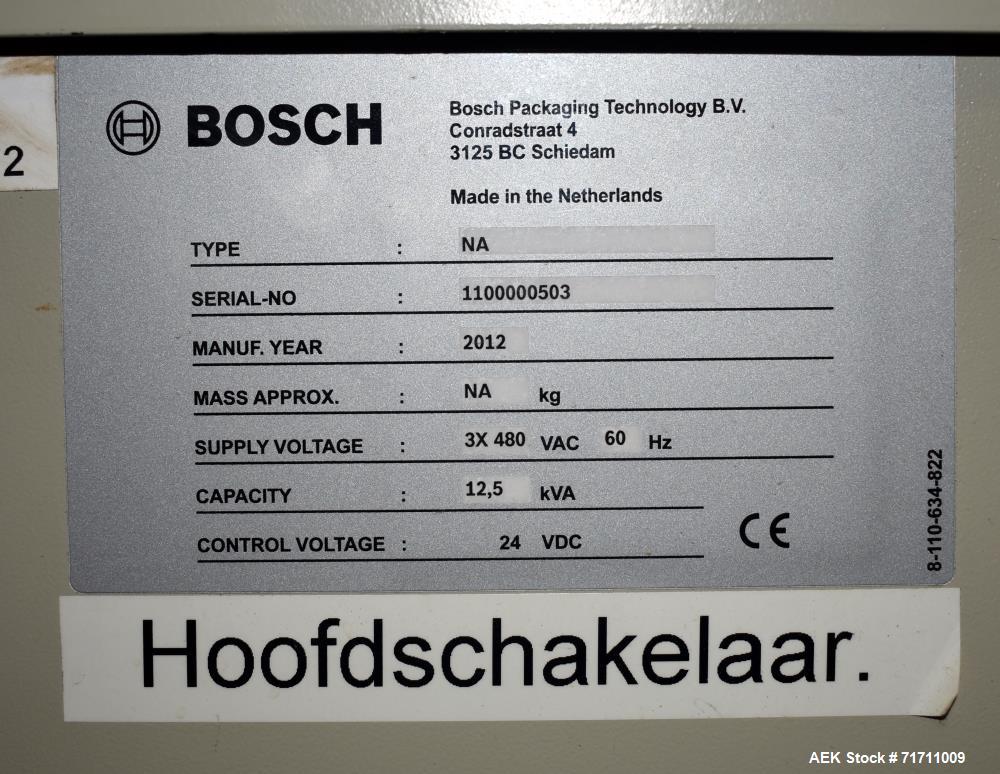 2
BOSCH
Bosch Packaging Technology B.V.
Conradstraat 4
3125 BC Schiedam
Made in the Netherlands
TYPE : NA
SERIAL-NO : 1100000503
MANUF. YEAR : 2012
MASS APPROX. : NA kg
SUPPLY VOLTAGE : 3X 480 VAC 60 Hz
CAPACITY : 12,5 kVA
CONTROL VOLTAGE : 24 VDC
CE
8-110-634-822
Hoofdschakelaar.
AEK Stock # 71711009